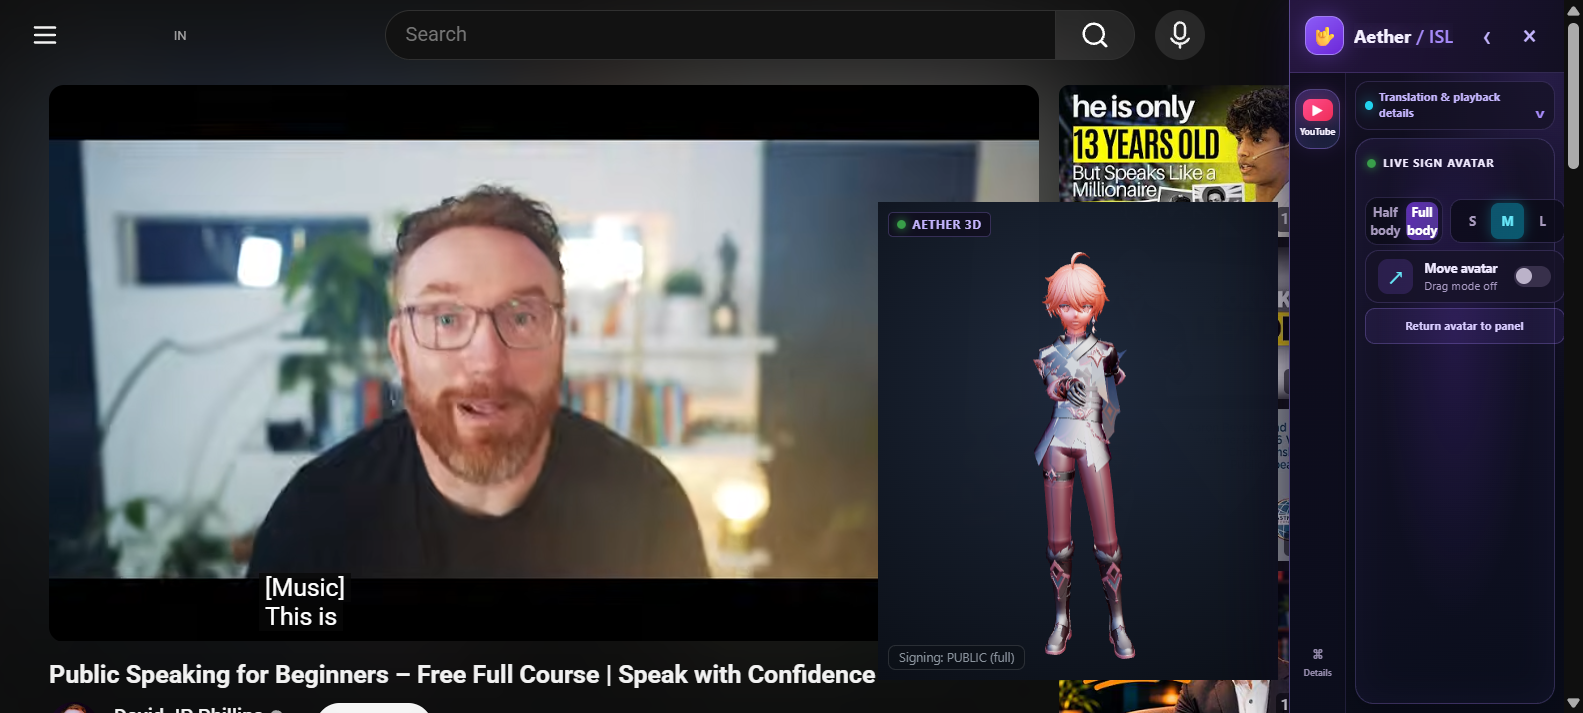 IN
Search
Aether / ISL
YouTube
Translation & playback
details
v
LIVE SIGN AVATAR
Half
body
Full
body
S
M
L
Move avatar
Drag mode off
Return avatar to panel
Details
he is only
13 YEARS OLD
But Speaks Like a
Millionaire
AETHER 3D
Signing: PUBLIC (full)
[Music]
This is
Public Speaking for Beginners – Free Full Course | Speak with Confidence